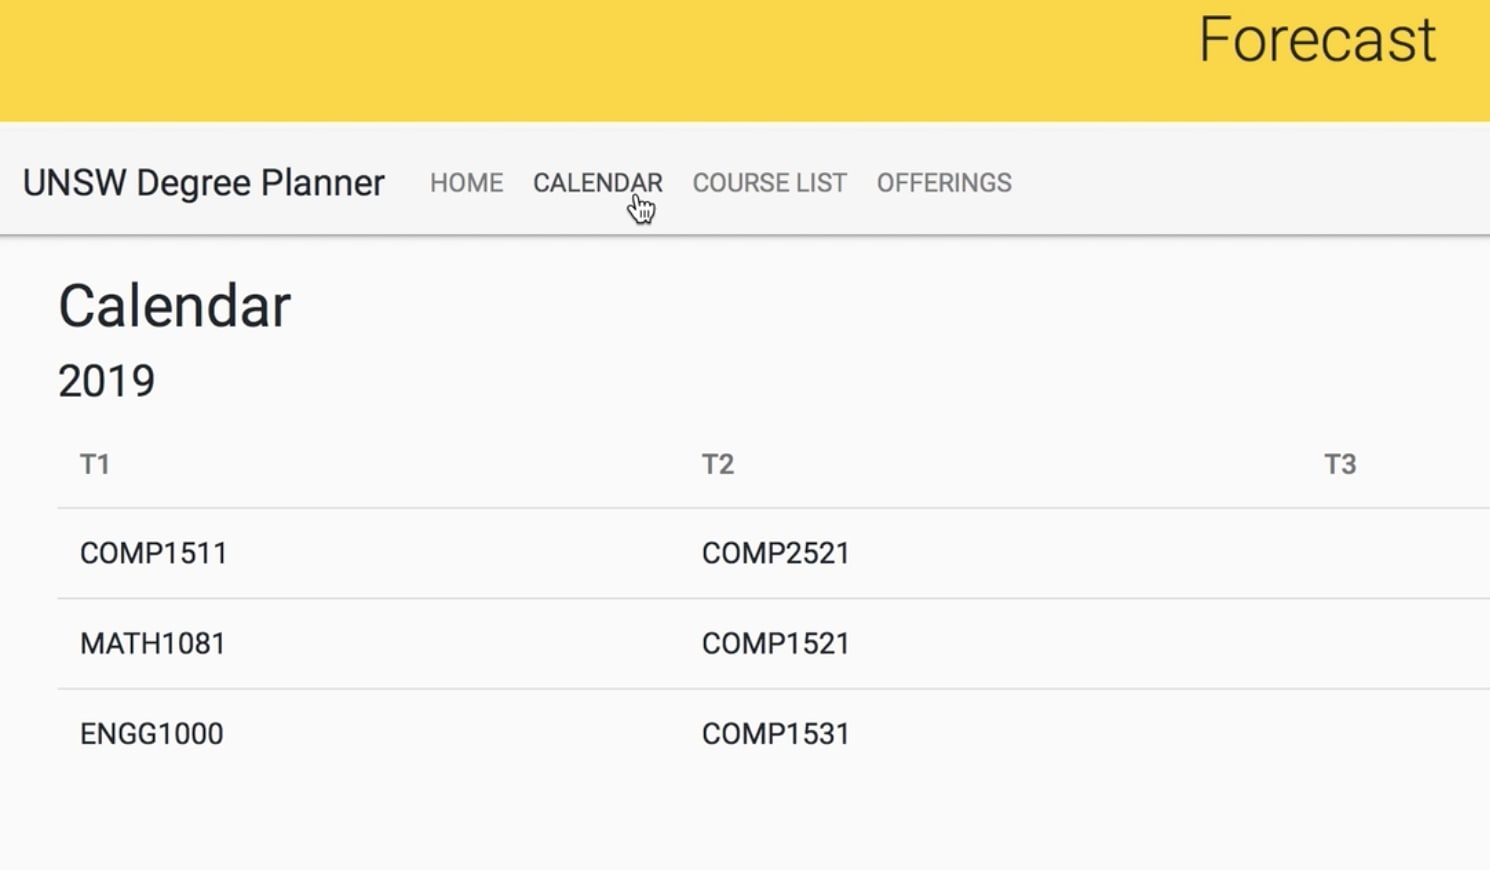 Forecast
UNSW Degree Planner HOME CALENDAR COURSE LIST OFFERINGS
Calendar
2019
T1 T2 T3
COMP1511 COMP2521
MATH1081 COMP1521
ENGG1000 COMP1531